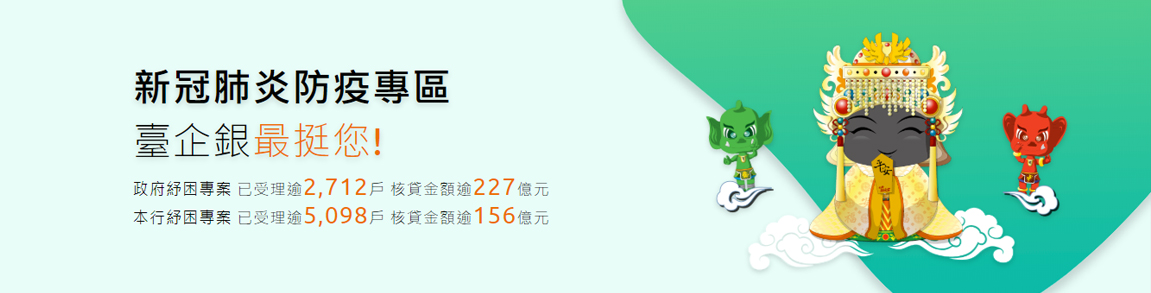 新冠肺炎防疫專區
臺企銀最挺您!
政府紓困專案 已受理逾2,712戶 核貸金額逾227億元
本行紓困專案 已受理逾5,098戶 核貸金額逾156億元
平安